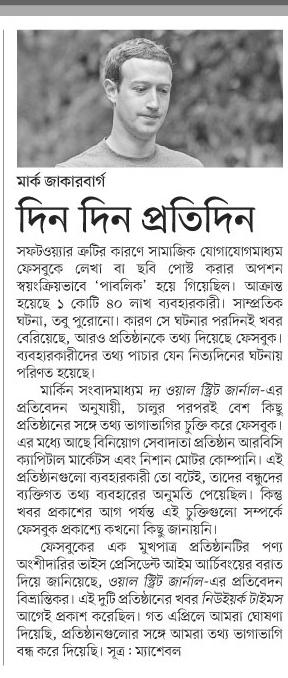 মার্ক জাকারবার্গ
দিন দিন প্রতিদিন
সফটওয়্যার ত্রুটির কারণে সামাজিক যোগাযোগমাধ্যম
ফেসবুকে লেখা বা ছবি পোস্ট করার অপশন
স্বয়ংক্রিয়ভাবে ‘পাবলিক’ হয়ে গিয়েছিল। আক্রান্ত
হয়েছে ১ কোটি ৪০ লাখ ব্যবহারকারী। সাম্প্রতিক
ঘটনা, তবু পুরোনো। কারণ সে ঘটনার পরদিনই খবর
বেরিয়েছে, আরও প্রতিষ্ঠানকে তথ্য দিয়েছে ফেসবুক।
ব্যবহারকারীদের তথ্য পাচার যেন নিত্যদিনের ঘটনায়
পরিণত হয়েছে।
মার্কিন সংবাদমাধ্যম দ্য ওয়াল স্ট্রিট জার্নাল-এর
প্রতিবেদন অনুযায়ী, চালুর পরপরই বেশ কিছু
প্রতিষ্ঠানের সঙ্গে তথ্য ভাগাভাগির চুক্তি করে ফেসবুক।
এর মধ্যে আছে বিনিয়োগ সেবাদাতা প্রতিষ্ঠান আরবিসি
ক্যাপিটাল মার্কেটস এবং নিশান মোটর কোম্পানি। এই
প্রতিষ্ঠানগুলো ব্যবহারকারী তো বটেই, তাদের বন্ধুদের
ব্যক্তিগত তথ্য ব্যবহারের অনুমতি পেয়েছিল। কিন্তু
খবর প্রকাশের আগ পর্যন্ত এই চুক্তিগুলো সম্পর্কে
ফেসবুক প্রকাশ্যে কখনো কিছু জানায়নি।
ফেসবুকের এক মুখপাত্র প্রতিষ্ঠানটির পণ্য
অংশীদারির ভাইস প্রেসিডেন্ট আইম আর্চিবংয়ের বরাত
দিয়ে জানিয়েছে, ওয়াল স্ট্রিট জার্নাল-এর প্রতিবেদন
বিভ্রান্তিকর। এই দুটি প্রতিষ্ঠানের খবর নিউইয়র্ক টাইমস
আগেই প্রকাশ করেছিল। গত এপ্রিলে আমরা ঘোষণা
দিয়েছি, প্রতিষ্ঠানগুলোর সঙ্গে আমরা তথ্য ভাগাভাগি
বন্ধ করে দিয়েছি। সূত্র : ম্যাশেবল